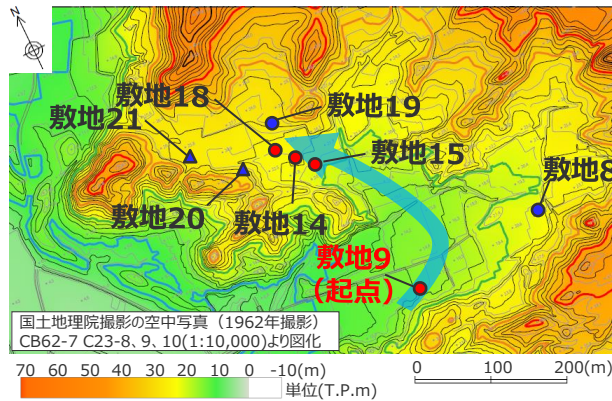 N
敷地18
敷地19
敷地21
敷地15
敷地8
敷地20
敷地14
敷地9
(起点)
国土地理院撮影の空中写真（1962年撮影）
CB62-7 C23-8、9、10(1:10,000)より図化
70 60 50 40 30 20 10 0 -10(m)
単位(T.P.m)
0 100 200(m)